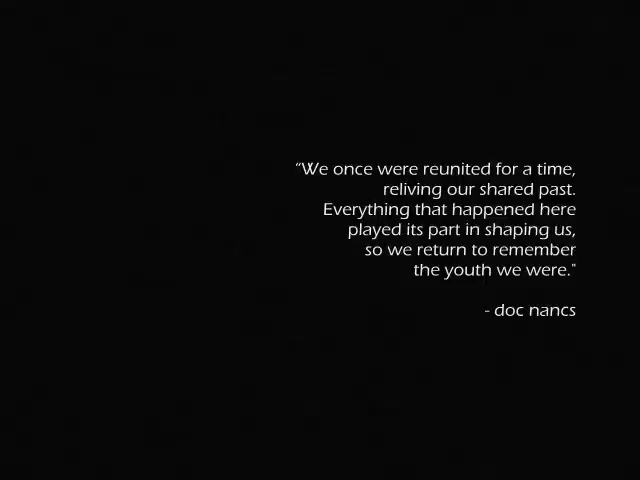 “We once were reunited for a time,
reliving our shared past.
Everything that happened here
played its part in shaping us,
so we return to remember
the youth we were."
- doc nancs